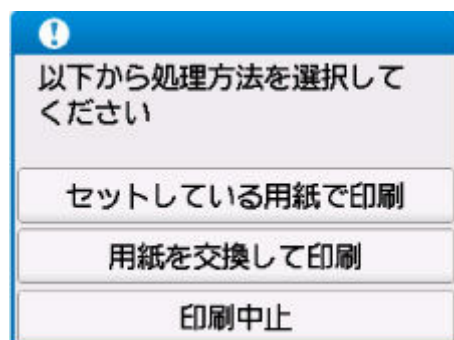 以下から処理方法を選択して
ください
セットしている用紙で印刷
用紙を交換して印刷
印刷中止